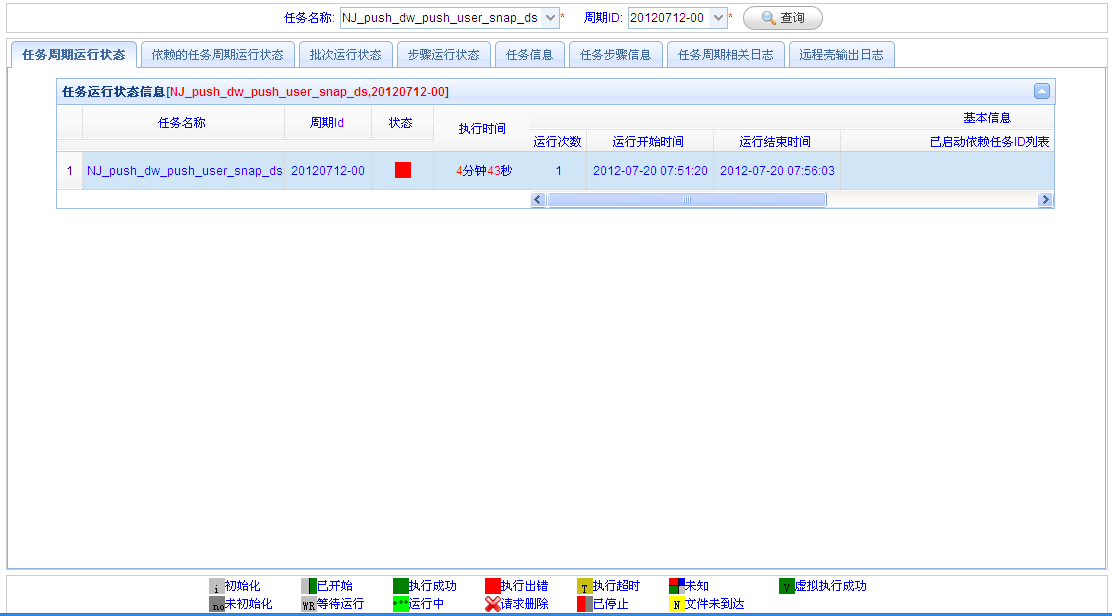 任务名称: NJ_push_dw_push_user_snap_ds * 周期ID: 20120712-00 * 查询
任务周期运行状态 依赖的任务周期运行状态 批次运行状态 步骤运行状态 任务信息 任务步骤信息 任务周期相关日志 远程壳输出日志
任务运行状态信息[NJ_push_dw_push_user_snap_ds,20120712-00]
任务名称 周期Id 状态 执行时间 基本信息
运行次数 运行开始时间 运行结束时间 已启动依赖任务ID列表
1 NJ_push_dw_push_user_snap_ds 20120712-00 4分钟43秒 1 2012-07-20 07:51:20 2012-07-20 07:56:03
i 初始化 已开始 执行成功 执行出错 T 执行超时 未知 V 虚拟执行成功
no 未初始化 WR 等待运行 运行中 请求删除 已停止 N 文件未到达